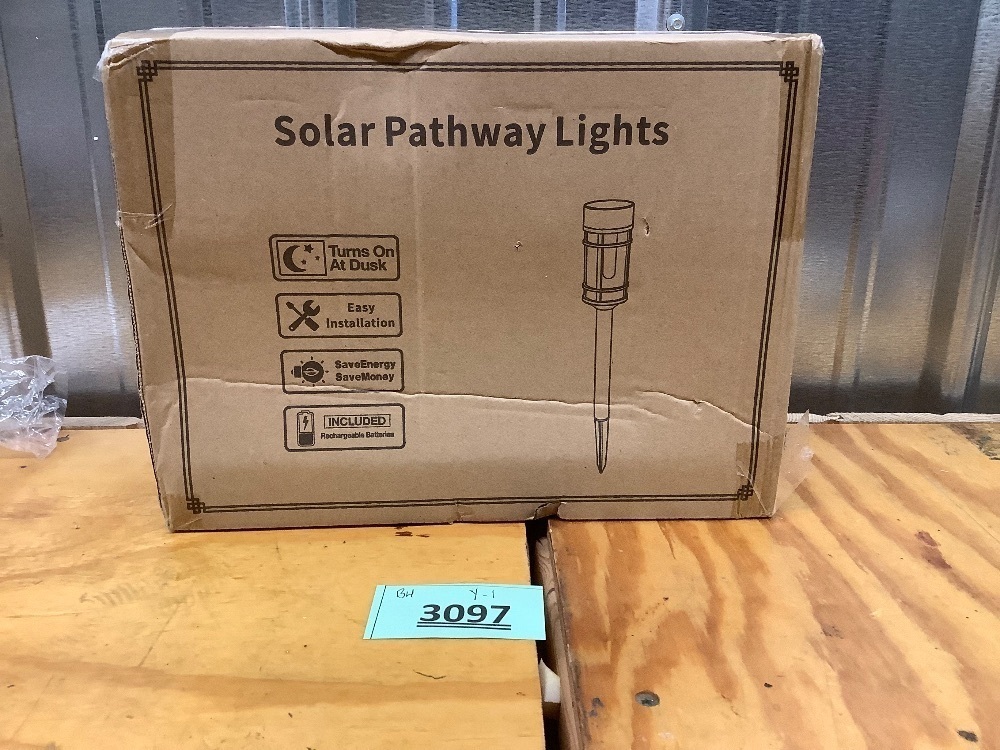 Solar Pathway Lights
Turns On
At Dusk
Easy
Installation
SaveEnergy
SaveMoney
INCLUDED
Rechargeable Batteries
BH Y-1
3097